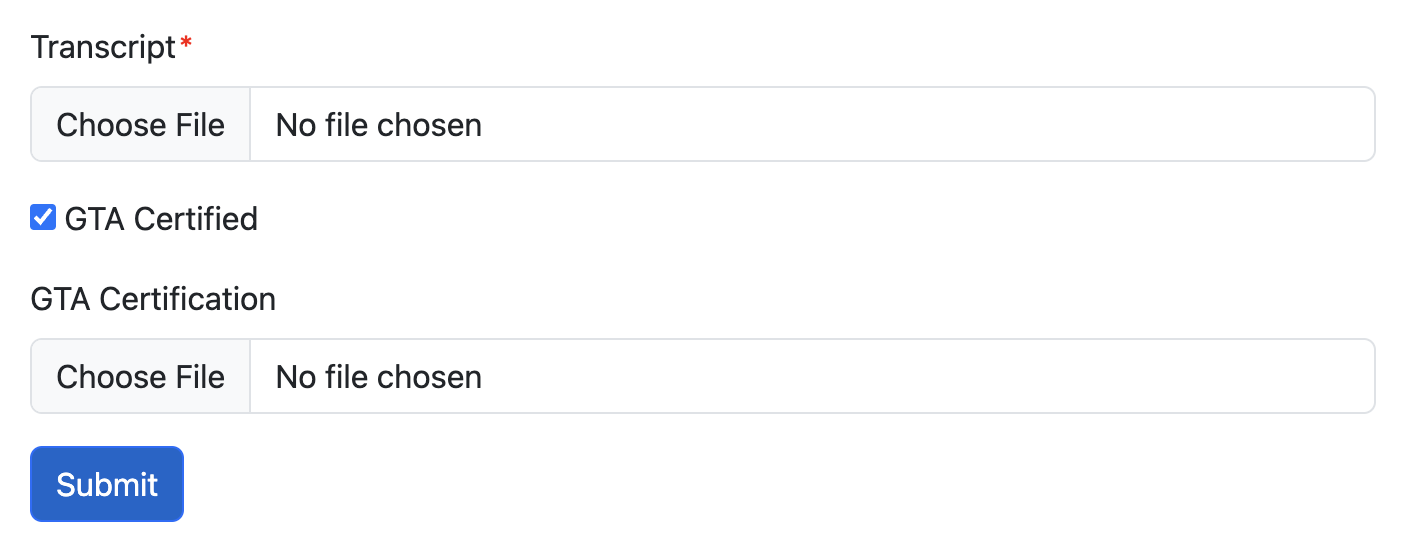 Transcript*
Choose File No file chosen
GTA Certified
GTA Certification
Choose File No file chosen
Submit